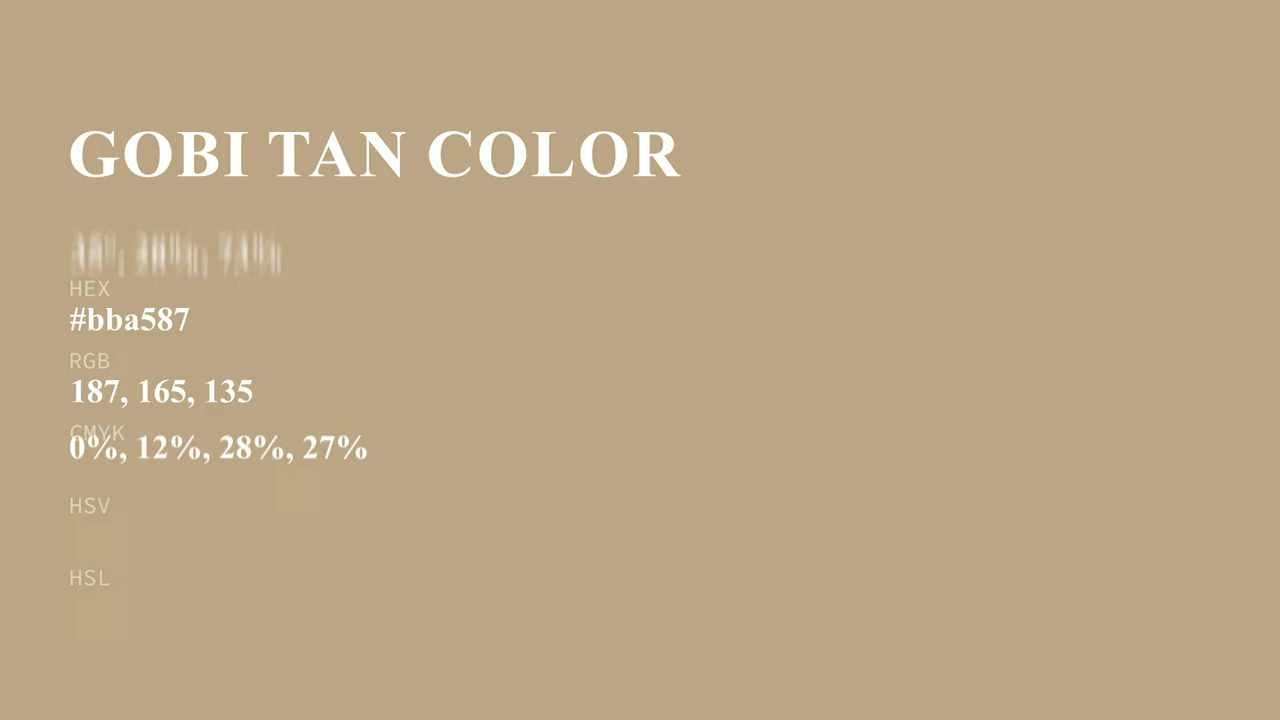 GOBI TAN COLOR
HEX
#bba587
RGB
187, 165, 135
CMYK
0%, 12%, 28%, 27%
HSV
HSL